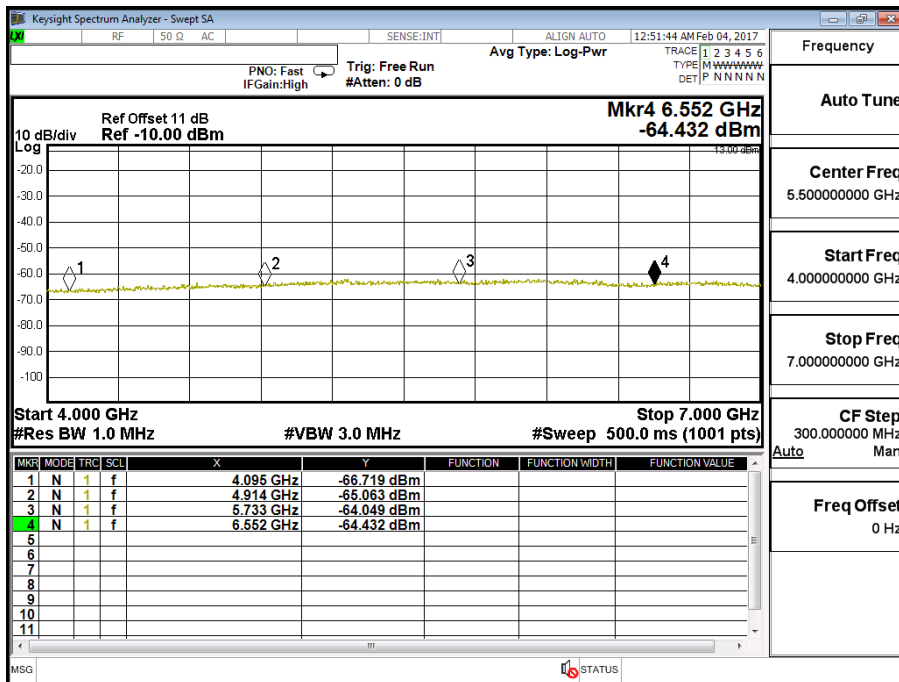 Keysight Spectrum Analyzer - Swept SA
LXI RF 50 Ω AC SENSE:INT ALIGN AUTO 12:51:44 AM Feb 04, 2017
Frequency
Avg Type: Log-Pwr
TRACE 1 2 3 4 5 6
PNO: Fast Trig: Free Run
TYPE M W W W W W
IFGain:High #Atten: 0 dB
DET P N N N N N
Auto Tune
Mkr4 6.552 GHz
Ref Offset 11 dB
10 dB/div Ref -10.00 dBm
-64.432 dBm
Log
13.00 dBm
-20.0
-30.0
-40.0
-50.0
-60.0
-70.0
-80.0
-90.0
-100
1
2
3
4
Center Freq
5.500000000 GHz
Start Freq
4.000000000 GHz
Stop Freq
7.000000000 GHz
Start 4.000 GHz Stop 7.000 GHz
#Res BW 1.0 MHz #VBW 3.0 MHz #Sweep 500.0 ms (1001 pts)
CF Step
300.000000 MHz
Auto Man
Freq Offset
0 Hz
MKR MODE TRC SCL X Y FUNCTION FUNCTION WIDTH FUNCTION VALUE
1 N 1 f 4.095 GHz -66.719 dBm
2 N 1 f 4.914 GHz -65.063 dBm
3 N 1 f 5.733 GHz -64.049 dBm
4 N 1 f 6.552 GHz -64.432 dBm
5
6
7
8
9
10
11
MSG STATUS